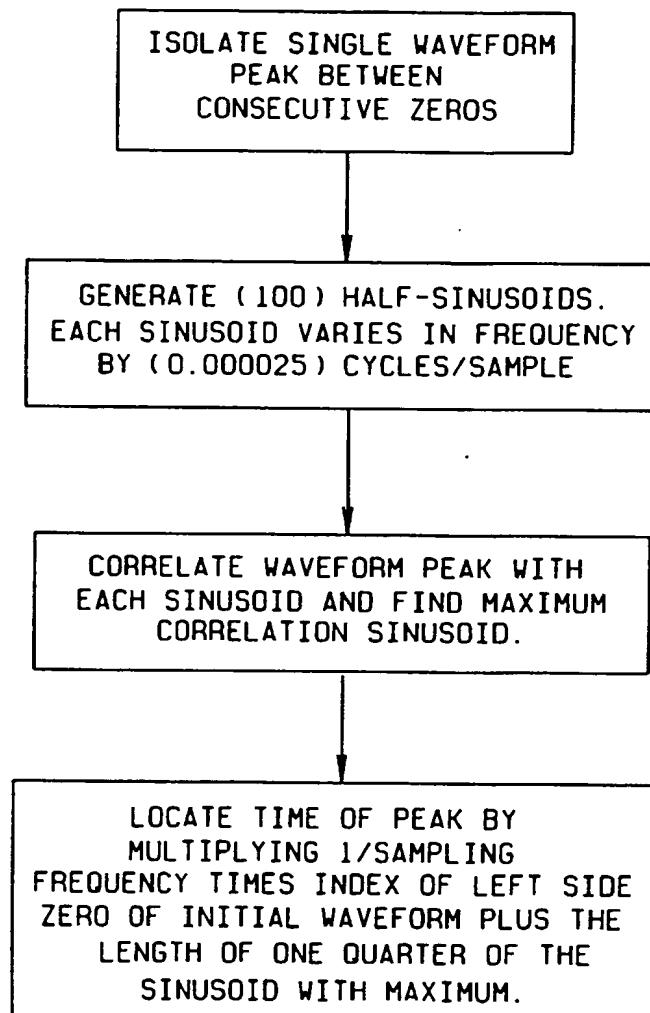 ISOLATE SINGLE WAVEFORM
PEAK BETWEEN
CONSECUTIVE ZEROS
GENERATE (100) HALF-SINUSOIDS.
EACH SINUSOID VARIES IN FREQUENCY
BY (0.000025) CYCLES/SAMPLE
CORRELATE WAVEFORM PEAK WITH
EACH SINUSOID AND FIND MAXIMUM
CORRELATION SINUSOID.
LOCATE TIME OF PEAK BY
MULTIPLYING 1/SAMPLING
FREQUENCY TIMES INDEX OF LEFT SIDE
ZERO OF INITIAL WAVEFORM PLUS THE
LENGTH OF ONE QUARTER OF THE
SINUSOID WITH MAXIMUM.